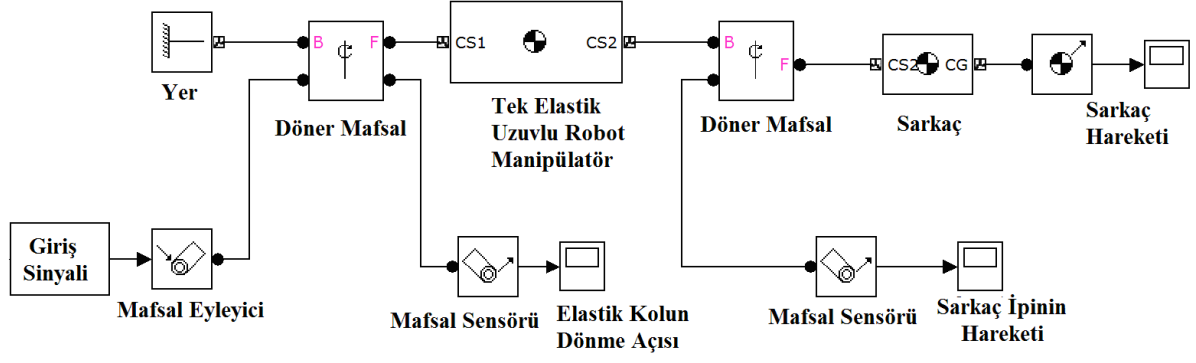 B
F
CS1
CS2
B
F
CS2
CG
Yer
Döner Mafsal
Tek Elastik
Uzuvlu Robot
Manipülatör
Döner Mafsal
Sarkaç
Sarkaç
Hareketi
Giriş
Sinyali
Mafsal Eyleyici
Mafsal Sensörü
Elastik Kolun
Dönme Açısı
Mafsal Sensörü
Sarkaç İpinin
Hareketi